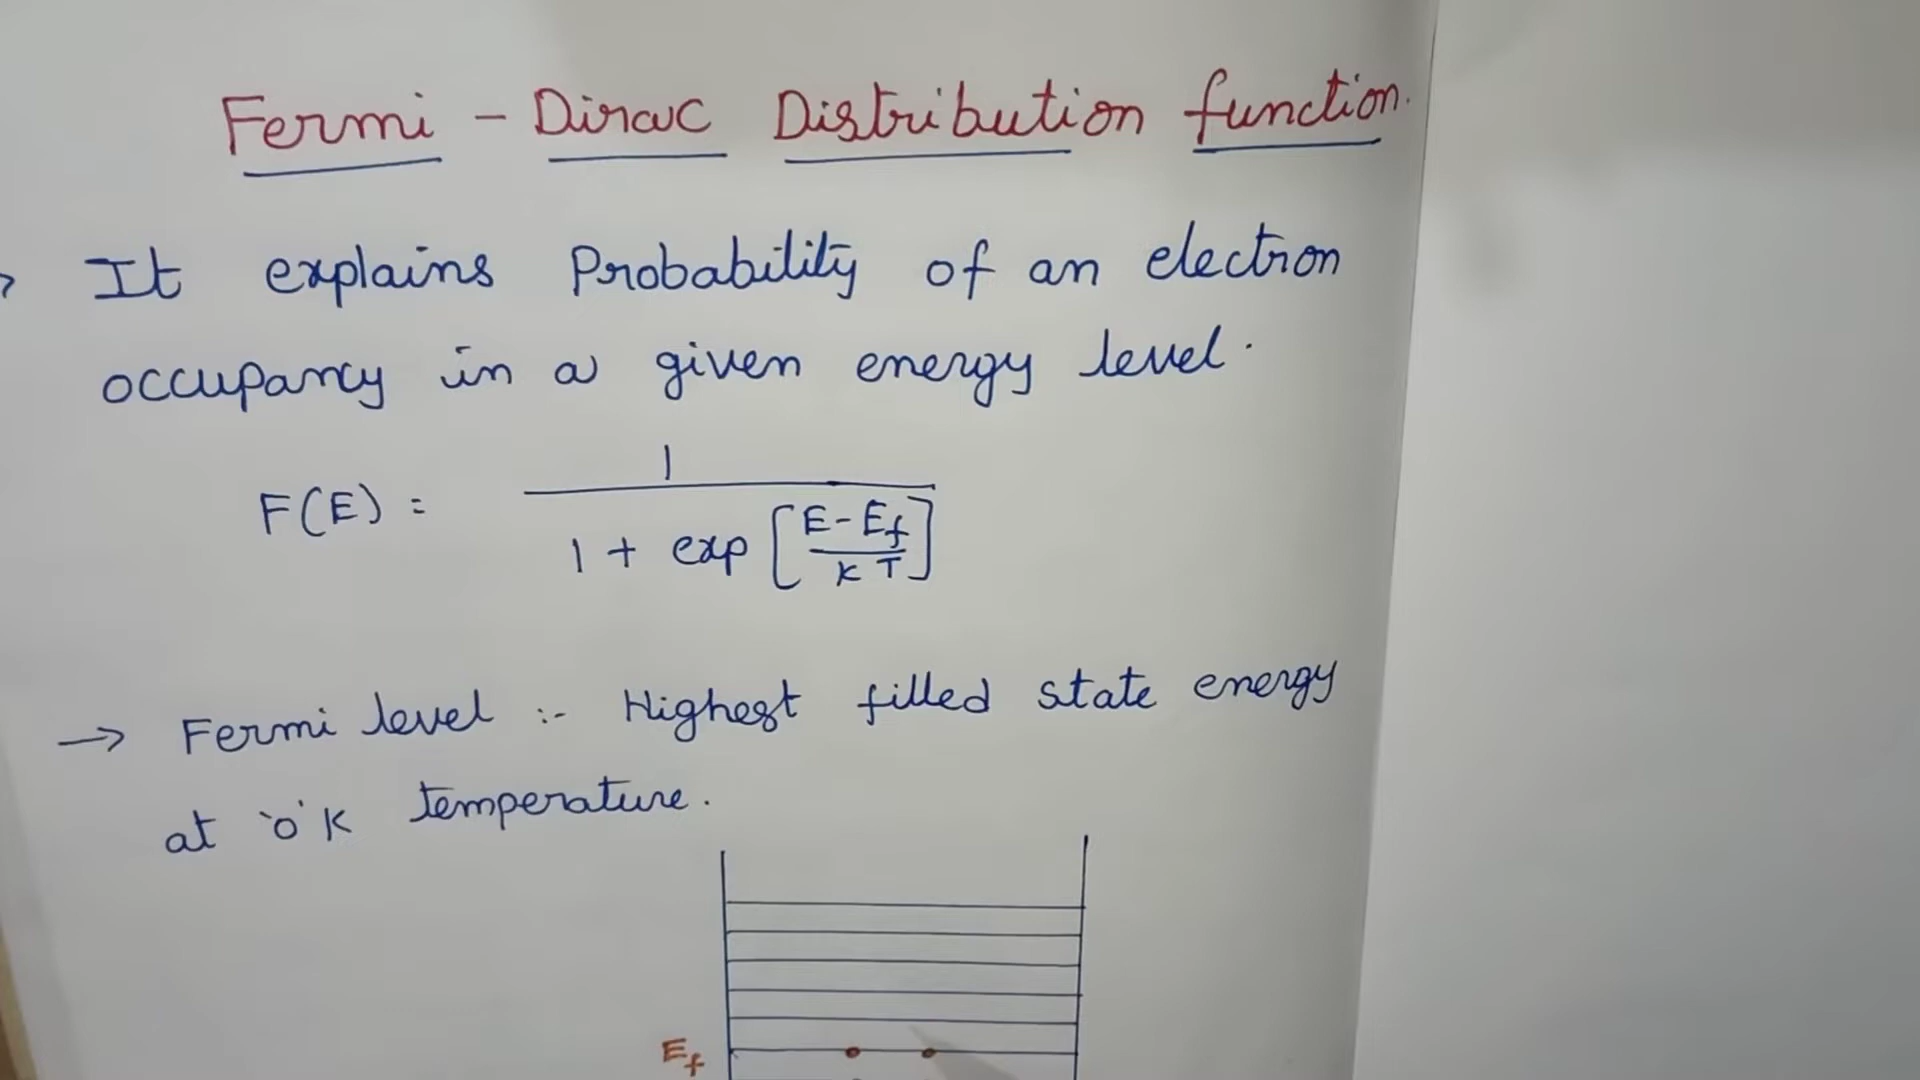 Fermi - Dirac Distribution function.
It explains Probability of an electron
occupancy in a given energy level.
F(E) = 1 / 1 + exp [E - Ef / KT]
→ Fermi level :- Highest filled state energy
at 'o' K temperature.
Ef